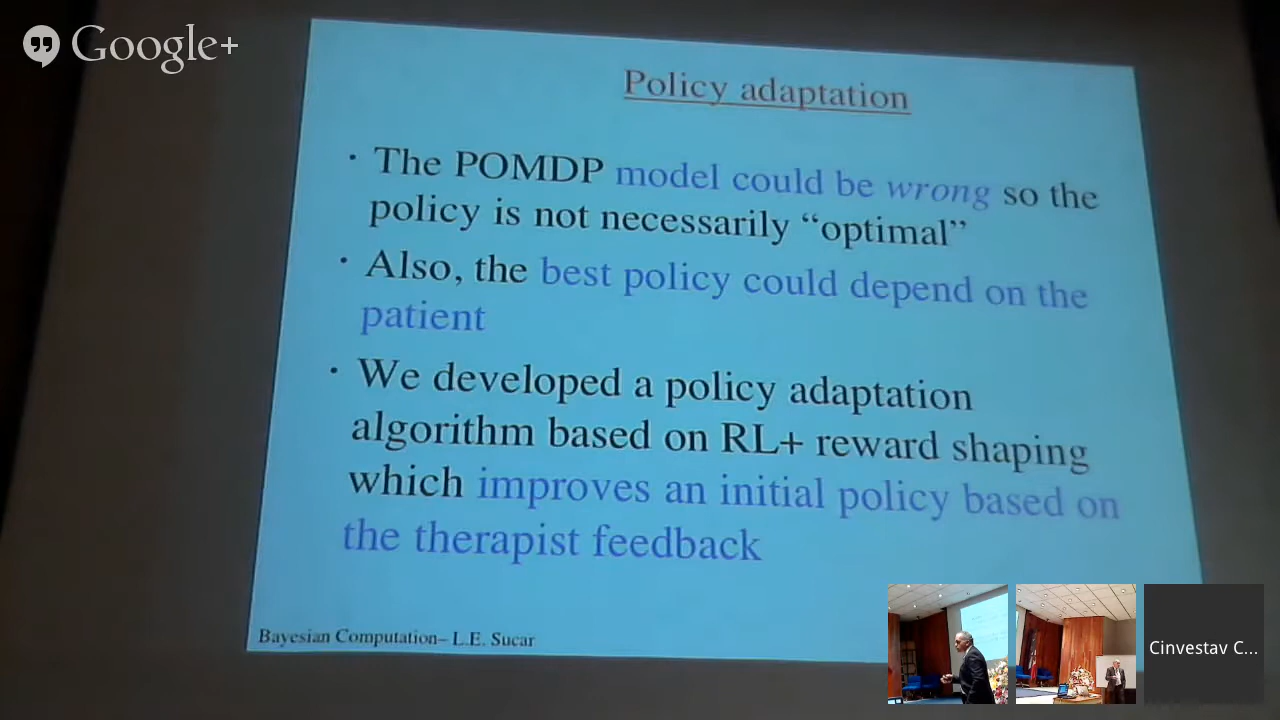 Google+
Policy adaptation
• The POMDP model could be wrong so the
policy is not necessarily “optimal”
• Also, the best policy could depend on the
patient
• We developed a policy adaptation
algorithm based on RL+ reward shaping
which improves an initial policy based on
the therapist feedback
Bayesian Computation– L.E. Sucar
Cinvestav C...